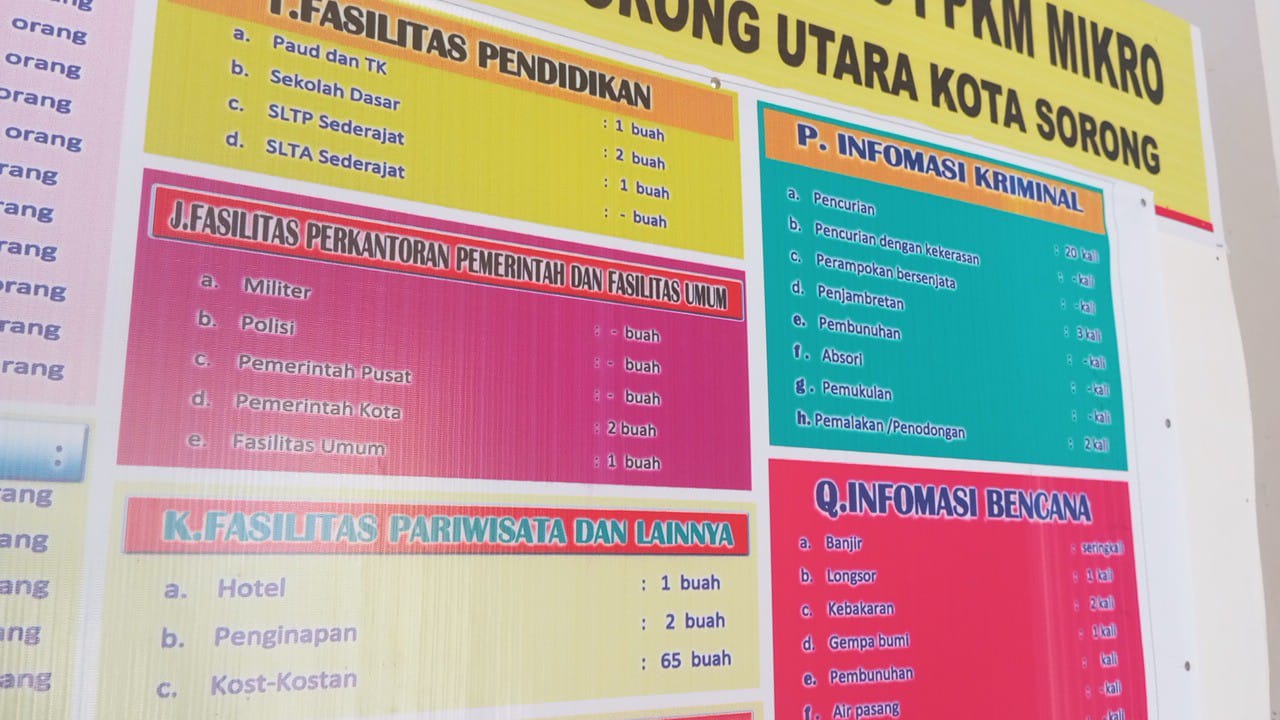 orang
orang
orang
orang
rang
rang
rang
orang
rang
orang
:
rang
ang
ang
ang
ang
PPKM MIKRO
SORONG UTARA KOTA SORONG
I.FASILITAS PENDIDIKAN
a. Paud dan TK : 1 buah
b. Sekolah Dasar : 2 buah
c. SLTP Sederajat : 1 buah
d. SLTA Sederajat : - buah
J.FASILITAS PERKANTORAN PEMERINTAH DAN FASILITAS UMUM
a. Militer : - buah
b. Polisi : - buah
c. Pemerintah Pusat : - buah
d. Pemerintah Kota : 2 buah
e. Fasilitas Umum : 1 buah
K.FASILITAS PARIWISATA DAN LAINNYA
a. Hotel : 1 buah
b. Penginapan : 2 buah
c. Kost-Kostan : 65 buah
P. INFOMASI KRIMINAL
a. Pencurian : 20 kali
b. Pencurian dengan kekerasan : - kali
c. Perampokan bersenjata : - kali
d. Penjambretan : 3 kali
e. Pembunuhan : - kali
f. Absori : - kali
g. Pemukulan : - kali
h. Pemalakan /Penodongan : 2 kali
Q.INFOMASI BENCANA
a. Banjir : seringkali
b. Longsor : 1 kali
c. Kebakaran : 2 kali
d. Gempa bumi : 1 kali
e. Pembunuhan : kali
f. Air pasang : - kali